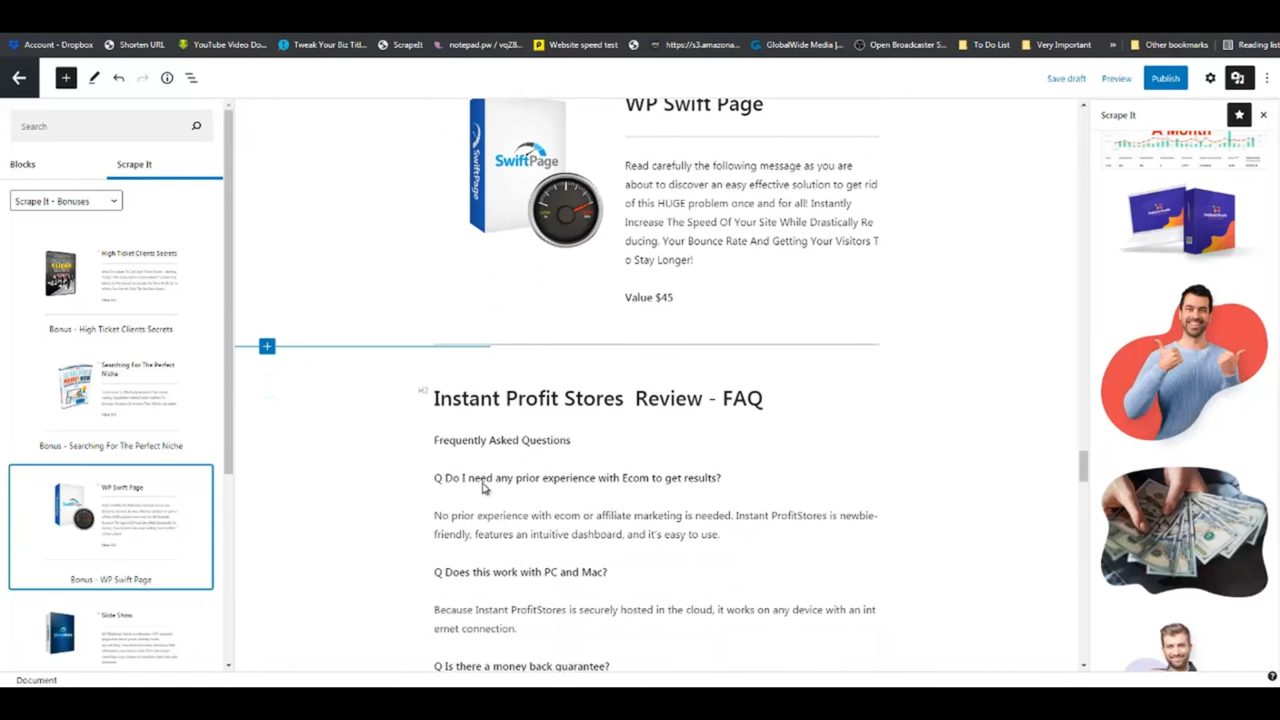 Account - Dropbox
Shorten URL
YouTube Video Do...
Tweak Your Biz Titl...
ScrapeIt
notepad.pw / vqZ8...
Website speed test
https://s3.amazona...
GlobalWide Media |...
Open Broadcaster S...
To Do List
Very Important
»
Other bookmarks
Reading list
Save draft
Preview
Publish
Search
Blocks
Scrape It
Scrape It - Bonuses
High Ticket Clients Secrets
Bonus - High Ticket Clients Secrets
Searching For The Perfect
Niche
Bonus - Searching For The Perfect Niche
WP Swift Page
Bonus - WP Swift Page
Slide Show
Document
WP Swift Page
SwiftPage
SwiftPage
Read carefully the following message as you are
about to discover an easy effective solution to get rid
of this HUGE problem once and for all! Instantly
Increase The Speed Of Your Site While Drastically Re
ducing. Your Bounce Rate And Getting Your Visitors T
o Stay Longer!
Value $45
H2
Instant Profit Stores Review - FAQ
Frequently Asked Questions
Q Do I need any prior experience with Ecom to get results?
No prior experience with ecom or affiliate marketing is needed. Instant ProfitStores is newbie-
friendly, features an intuitive dashboard, and it's easy to use.
Q Does this work with PC and Mac?
Because Instant ProfitStores is securely hosted in the cloud, it works on any device with an int
ernet connection.
Q Is there a money back guarantee?
Scrape It
A Month